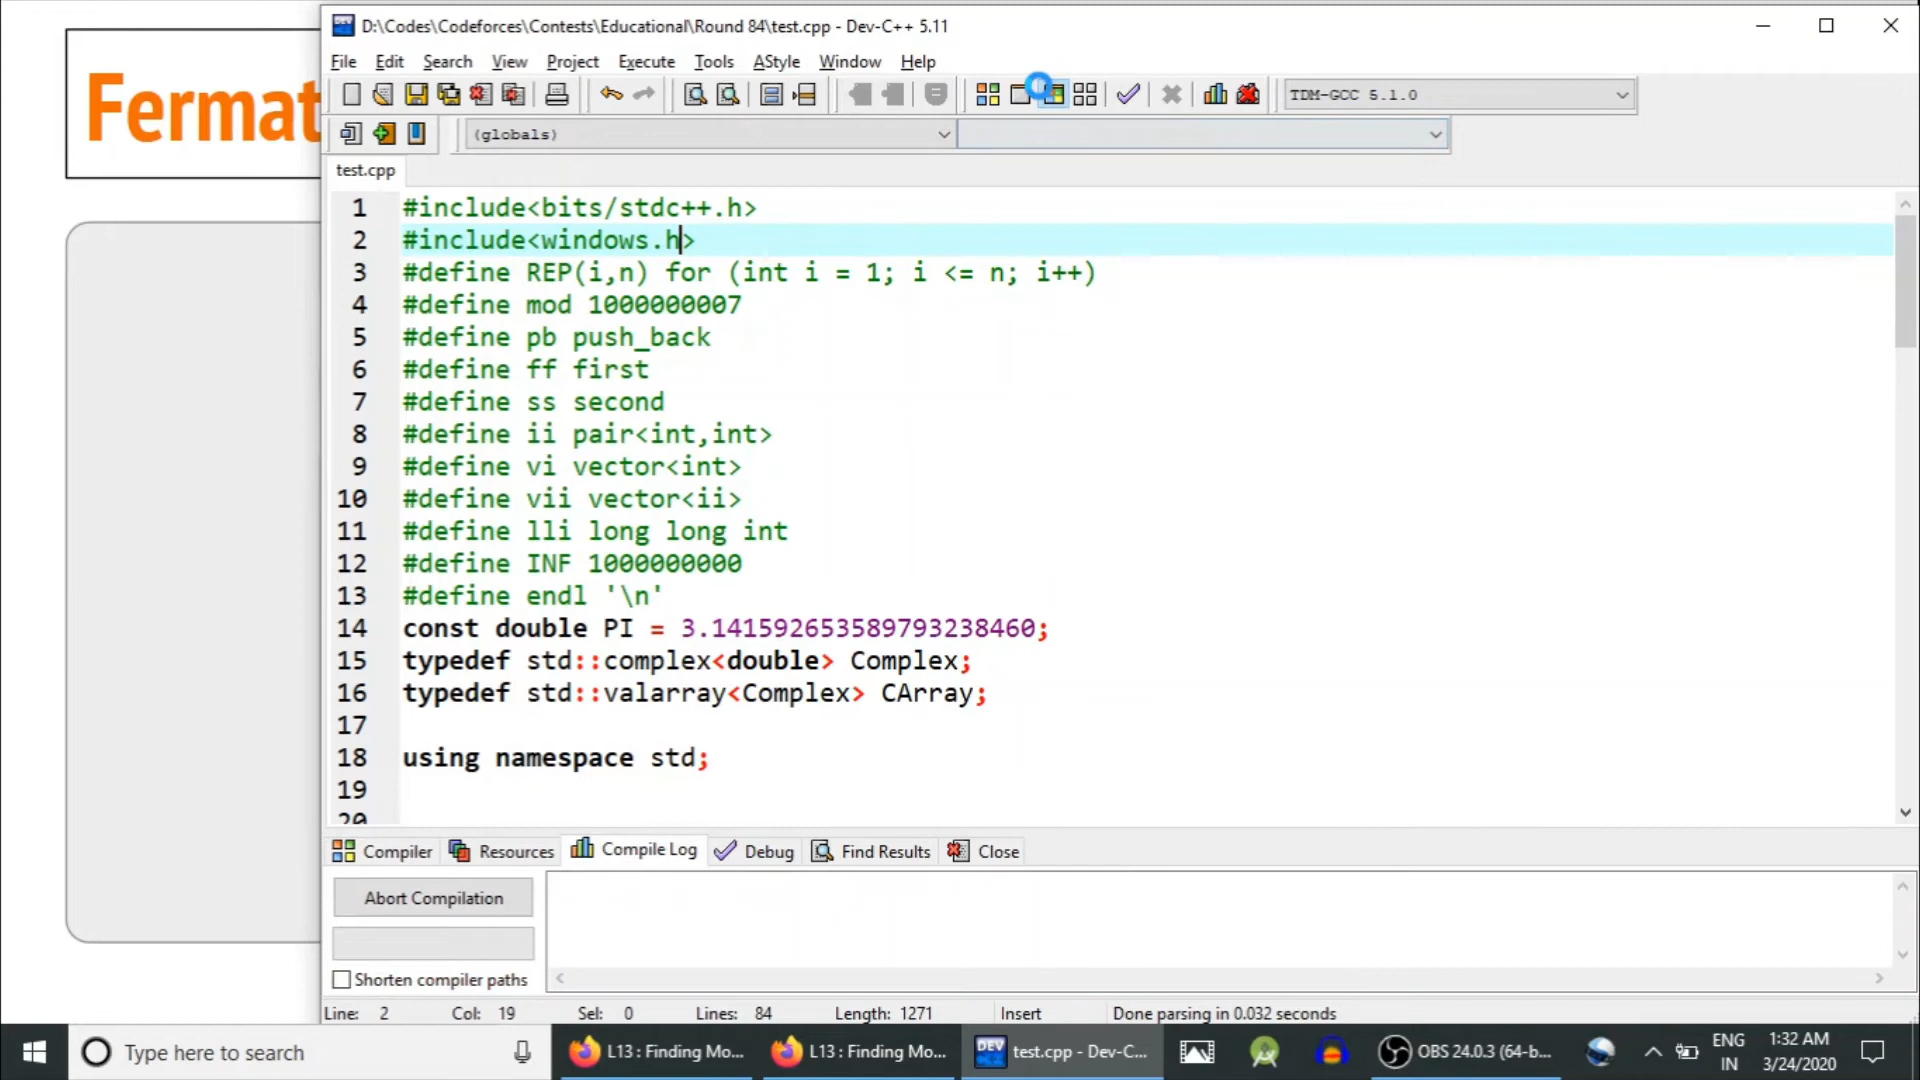 Fermat
D:\Codes\Codeforces\Contests\Educational\Round 84\test.cpp - Dev-C++ 5.11
File Edit Search View Project Execute Tools AStyle Window Help
TDM-GCC 5.1.0
(globals)
test.cpp
1 #include<bits/stdc++.h>
2 #include<windows.h>
3 #define REP(i,n) for (int i = 1; i <= n; i++)
4 #define mod 1000000007
5 #define pb push_back
6 #define ff first
7 #define ss second
8 #define ii pair<int,int>
9 #define vi vector<int>
10 #define vii vector<ii>
11 #define lli long long int
12 #define INF 1000000000
13 #define endl '\n'
14 const double PI = 3.141592653589793238460;
15 typedef std::complex<double> Complex;
16 typedef std::valarray<Complex> CArray;
17
18 using namespace std;
19
20
Compiler Resources Compile Log Debug Find Results Close
Abort Compilation
Shorten compiler paths
Line: 2 Col: 19 Sel: 0 Lines: 84 Length: 1271 Insert Done parsing in 0.032 seconds
Type here to search
L13 : Finding Mo...
L13 : Finding Mo...
DEV test.cpp - Dev-C...
OBS 24.0.3 (64-b...
ENG
IN
1:32 AM
3/24/2020